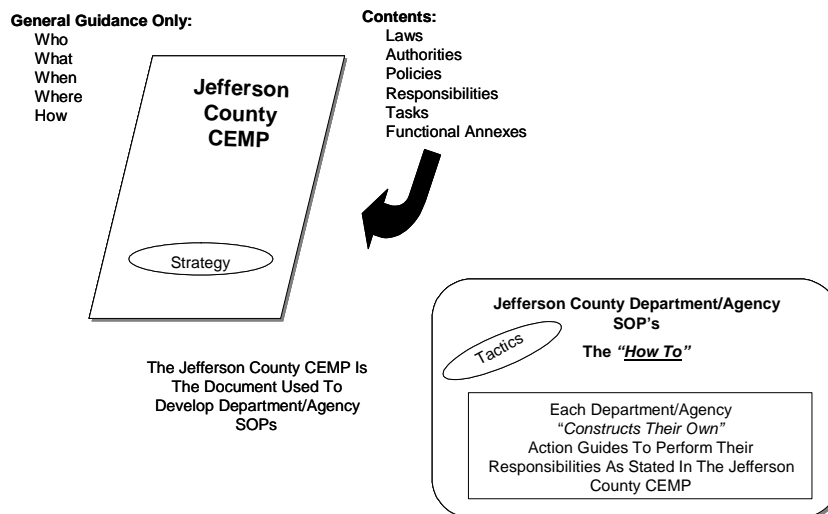 General Guidance Only:
Who
What
When
Where
How
Contents:
Laws
Authorities
Policies
Responsibilities
Tasks
Functional Annexes
Jefferson
County
CEMP
Strategy
The Jefferson County CEMP Is
The Document Used To
Develop Department/Agency
SOPs
Jefferson County Department/Agency
SOP's
Tactics
The "How To"
Each Department/Agency
"Constructs Their Own"
Action Guides To Perform Their
Responsibilities As Stated In The Jefferson
County CEMP